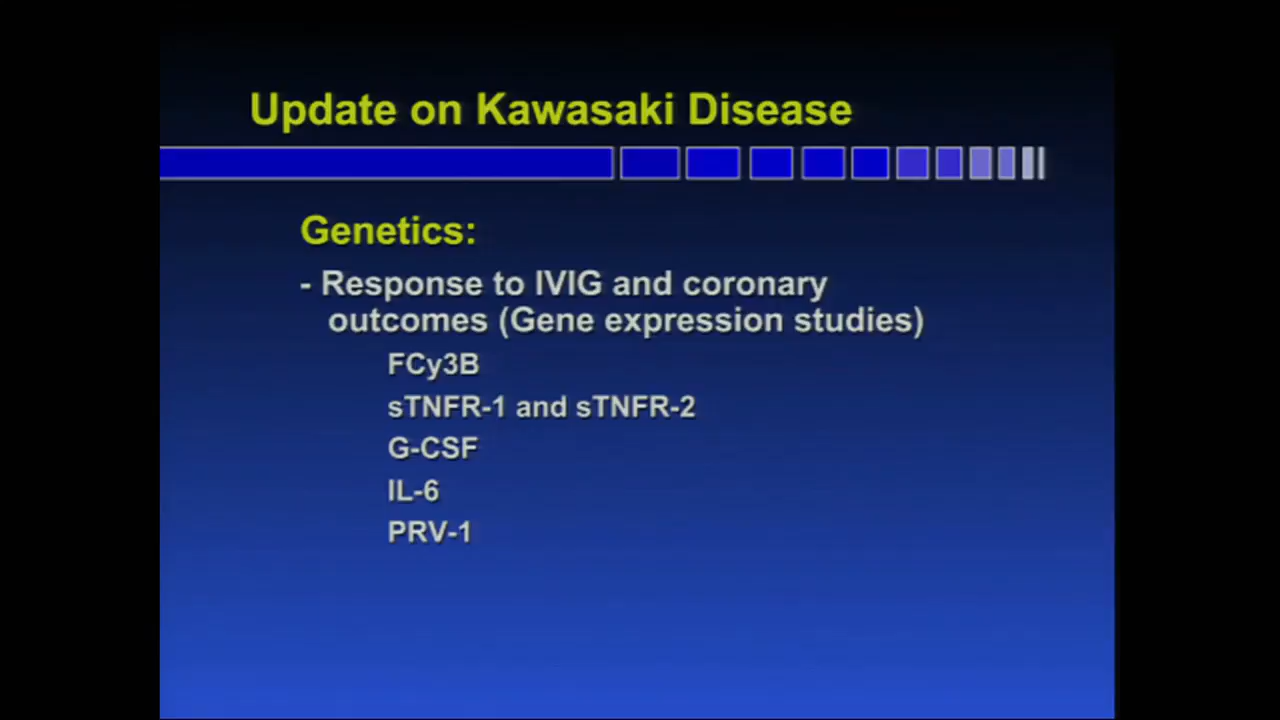 Update on Kawasaki Disease
Genetics:
- Response to IVIG and coronary
outcomes (Gene expression studies)
FCy3B
sTNFR-1 and sTNFR-2
G-CSF
IL-6
PRV-1